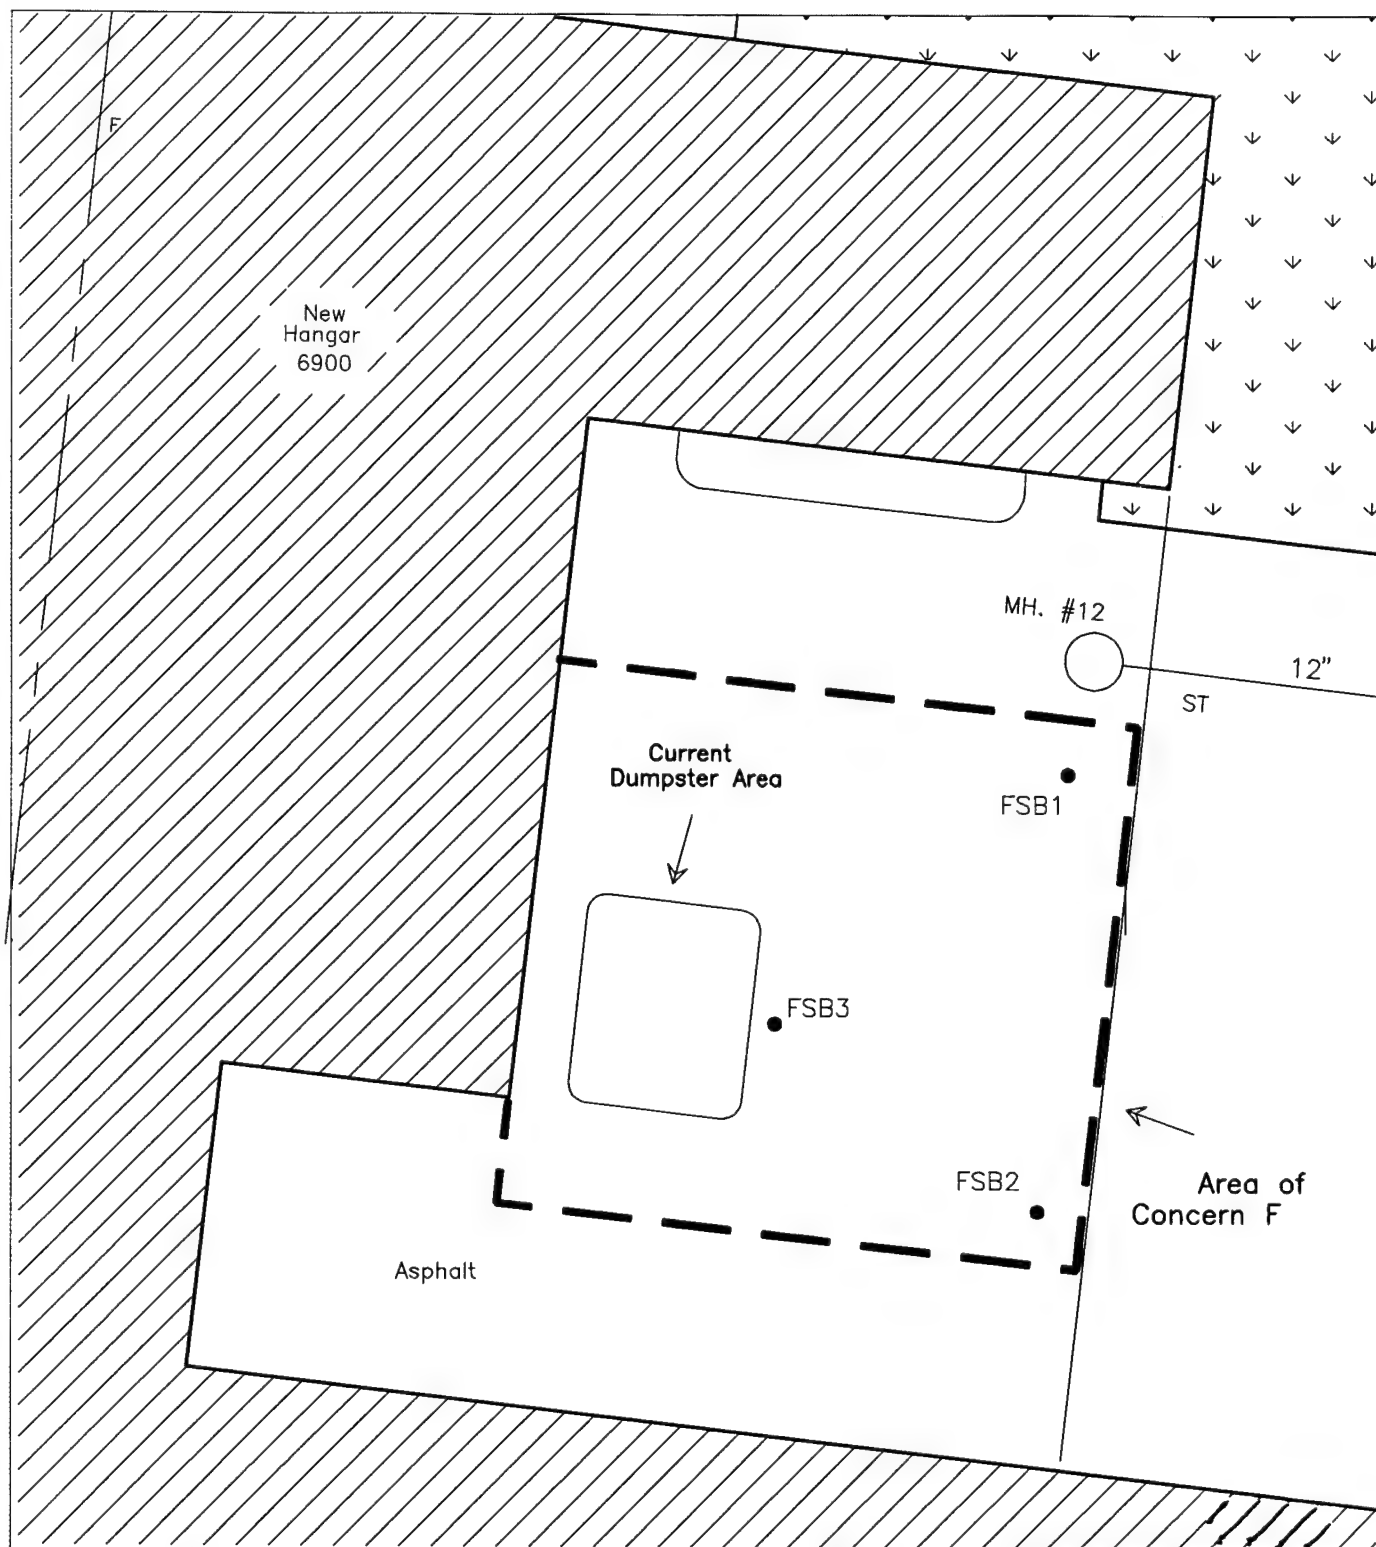 F
New
Hangar
6900
MH. #12
12"
ST
Current
Dumpster Area
FSB1
FSB3
FSB2
Area of
Concern F
Asphalt